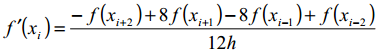 f′(xᵢ) = (−f(xᵢ₊₂) + 8f(xᵢ₊₁) − 8f(xᵢ₋₁) + f(xᵢ₋₂)) / 12h